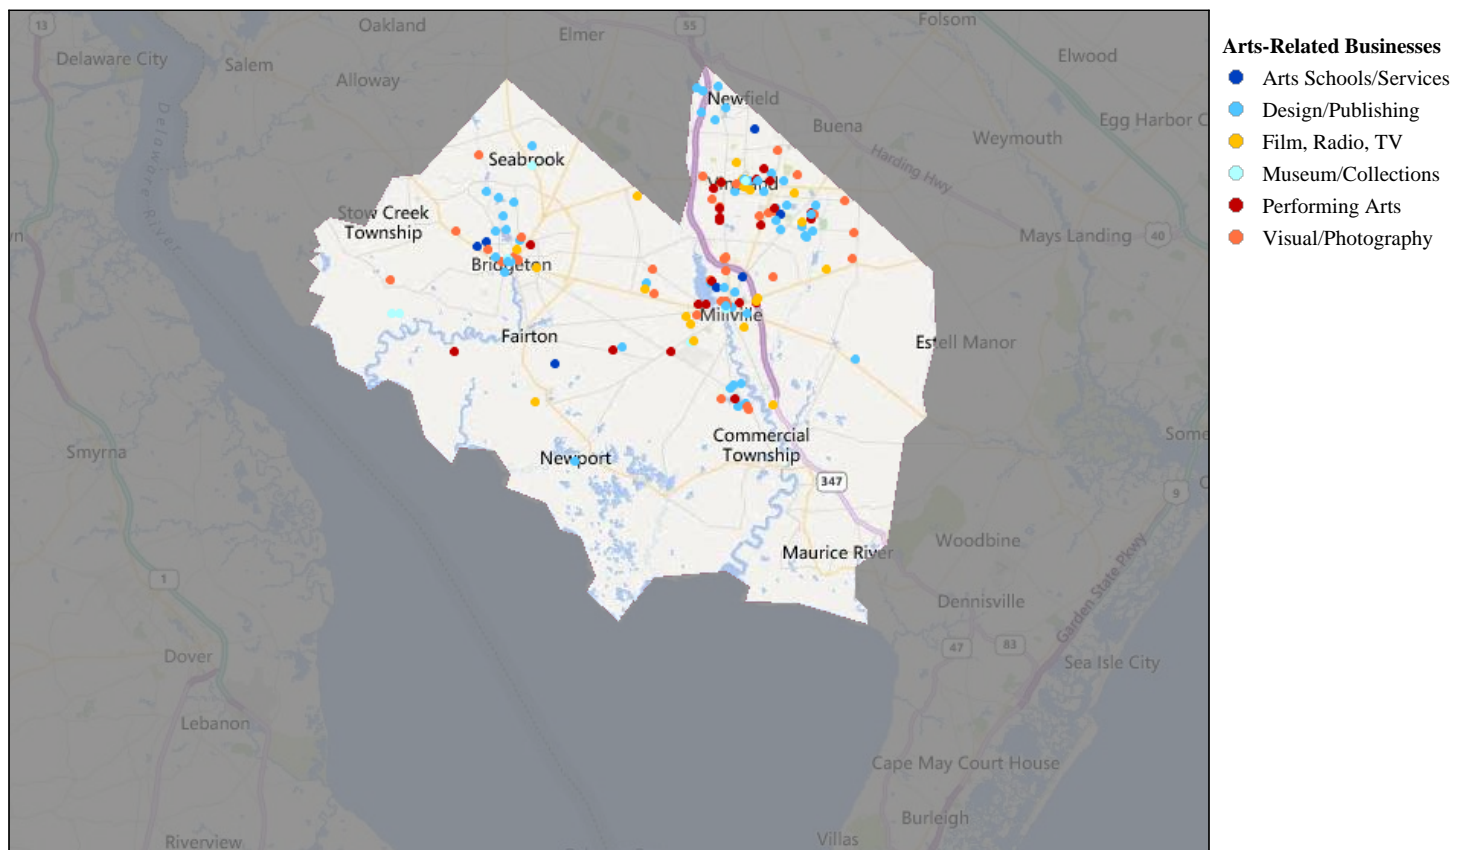 13
Oakland
55
Folsom
Elmer
Delaware City
Salem
Elwood
Alloway
Newfield
Egg Harbor C
Buena
Weymouth
Delaware River
Harding Hwy
Seabrook
Vineland
Stow Creek
Township
wn
Mays Landing
40
Bridgeton
Millville
Fairton
Estell Manor
Commercial
Township
Some
Smyrna
Newport
347
9
C
Woodbine
Maurice River
Garden State Pkwy
1
Dennisville
47
83
Dover
Sea Isle City
Lebanon
Cape May Court House
Burleigh
Villas
Riverview
Arts-Related Businesses
Arts Schools/Services
Design/Publishing
Film, Radio, TV
Museum/Collections
Performing Arts
Visual/Photography